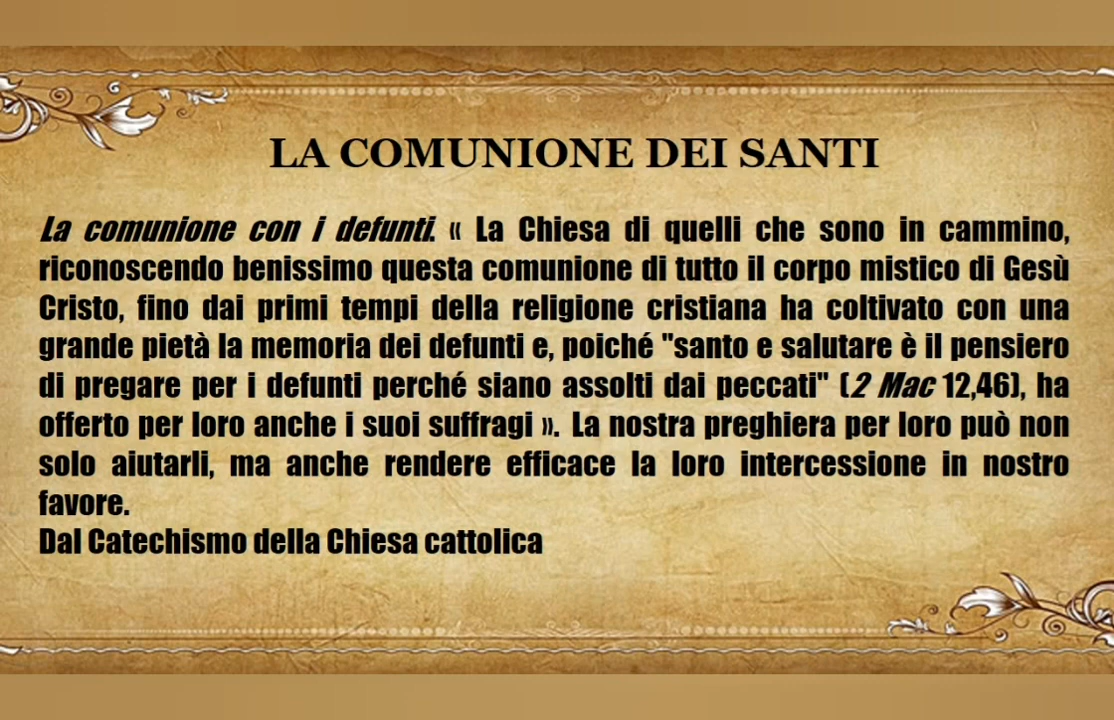 LA COMUNIONE DEI SANTI
La comunione con i defunti. « La Chiesa di quelli che sono in cammino,
riconoscendo benissimo questa comunione di tutto il corpo mistico di Gesù
Cristo, fino dai primi tempi della religione cristiana ha coltivato con una
grande pietà la memoria dei defunti e, poiché "santo e salutare è il pensiero
di pregare per i defunti perché siano assolti dai peccati" (2 Mac 12,46), ha
offerto per loro anche i suoi suffragi ». La nostra preghiera per loro può non
solo aiutarli, ma anche rendere efficace la loro intercessione in nostro
favore.
Dal Catechismo della Chiesa cattolica